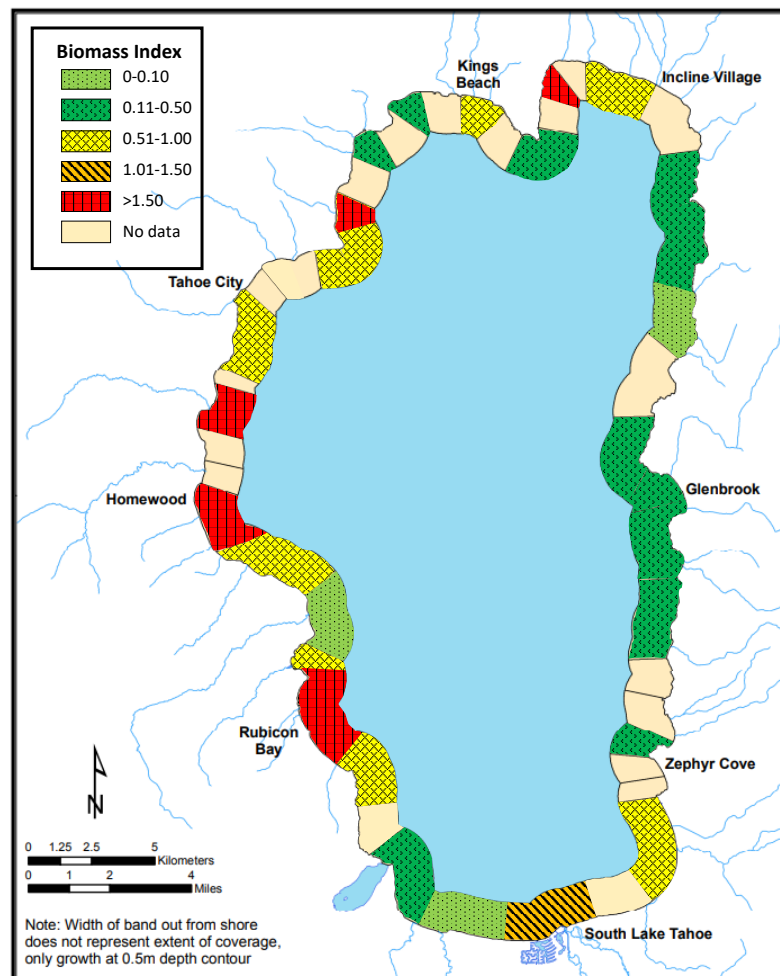 Biomass Index
0-0.10
0.11-0.50
0.51-1.00
1.01-1.50
>1.50
No data
Kings
Beach
Incline Village
Tahoe City
Homewood
Glenbrook
Rubicon
Bay
Zephyr Cove
South Lake Tahoe
N
0 1.25 2.5 5
Kilometers
0 1 2 4
Miles
Note: Width of band out from shore
does not represent extent of coverage,
only growth at 0.5m depth contour